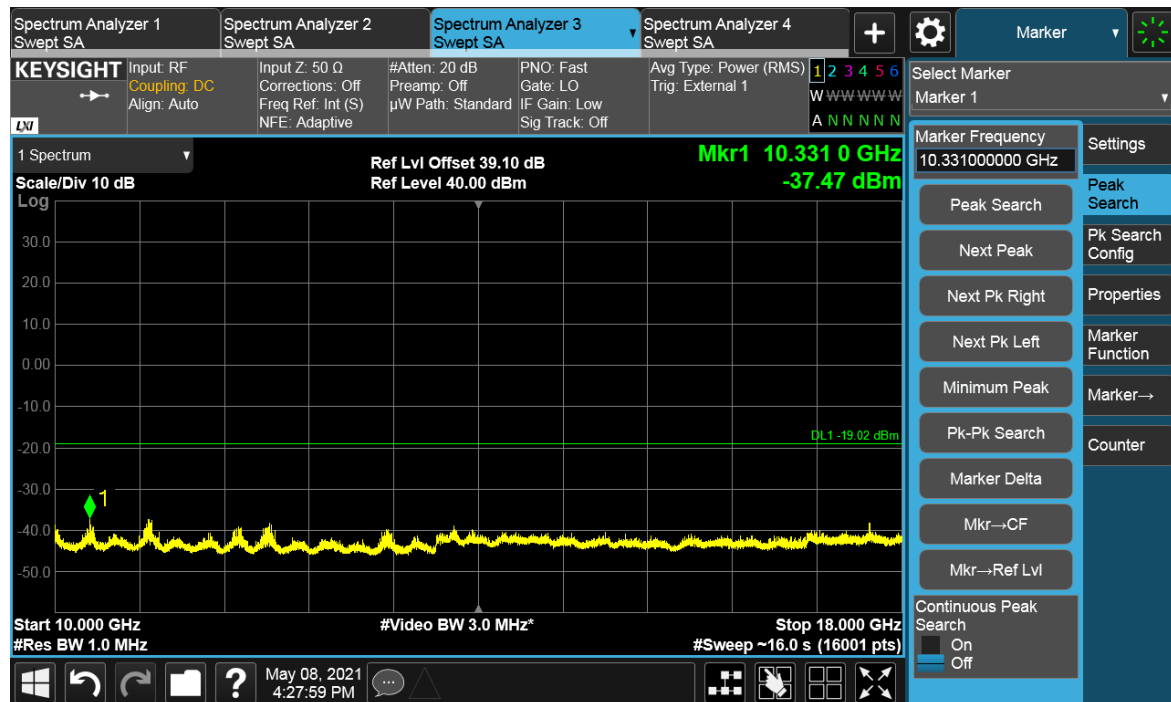 Spectrum Analyzer 1
Swept SA
Spectrum Analyzer 2
Swept SA
Spectrum Analyzer 3
Swept SA
Spectrum Analyzer 4
Swept SA
+
Marker
KEYSIGHT
LXI
Input: RF
Coupling: DC
Align: Auto
Input Z: 50 Ω
Corrections: Off
Freq Ref: Int (S)
NFE: Adaptive
#Atten: 20 dB
Preamp: Off
µW Path: Standard
PNO: Fast
Gate: LO
IF Gain: Low
Sig Track: Off
Avg Type: Power (RMS)
Trig: External 1
1 2 3 4 5 6
W W W W W W
A N N N N N
Select Marker
Marker 1
1 Spectrum
Scale/Div 10 dB
Log
Ref Lvl Offset 39.10 dB
Ref Level 40.00 dBm
Mkr1 10.331 0 GHz
-37.47 dBm
30.0
20.0
10.0
0.00
-10.0
DL1 -19.02 dBm
-20.0
-30.0
1
-40.0
-50.0
Start 10.000 GHz
#Res BW 1.0 MHz
#Video BW 3.0 MHz*
Stop 18.000 GHz
#Sweep ~16.0 s (16001 pts)
Marker Frequency
10.331000000 GHz
Peak Search
Next Peak
Next Pk Right
Next Pk Left
Minimum Peak
Pk-Pk Search
Marker Delta
Mkr→CF
Mkr→Ref Lvl
Continuous Peak
Search
On
Off
Settings
Peak
Search
Pk Search
Config
Properties
Marker
Function
Marker→
Counter
?
May 08, 2021
4:27:59 PM